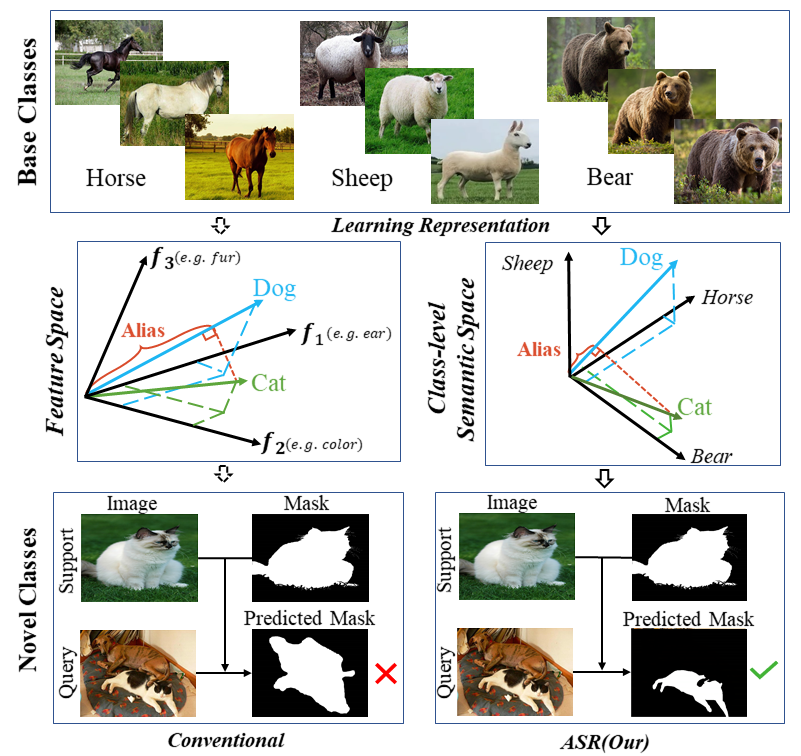 Base Classes
Horse
Sheep
Bear
Learning Representation
Feature Space
f3(e.g. fur)
Dog
Alias
f1(e.g. ear)
Cat
f2(e.g. color)
Class-level
Semantic Space
Sheep
Dog
Horse
Alias
Cat
Bear
Novel Classes
Image
Mask
Support
Predicted Mask
Query
Conventional
Image
Mask
Support
Predicted Mask
Query
ASR(Our)